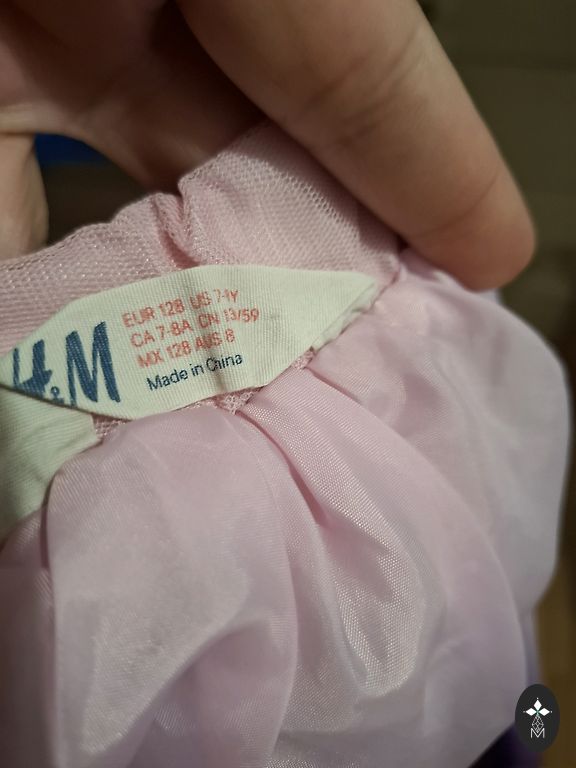 H&M
EUR 128 US 7-8Y
CA 7-8A CN 13/59
MX 128 AUS 8
Made in China
M